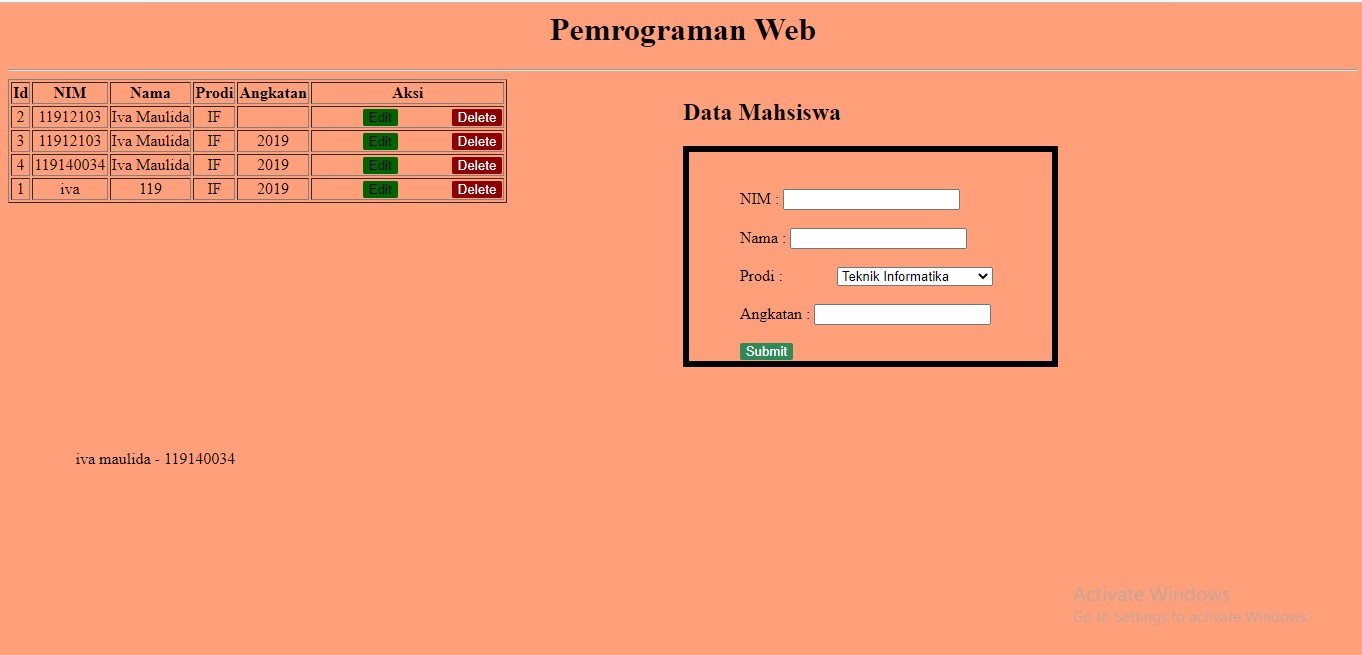 Pemrograman Web
Id NIM Nama Prodi Angkatan Aksi
2 11912103 Iva Maulida IF Edit Delete
3 11912103 Iva Maulida IF 2019 Edit Delete
4 119140034 Iva Maulida IF 2019 Edit Delete
1 iva 119 IF 2019 Edit Delete
Data Mahsiswa
NIM :
Nama :
Prodi : Teknik Informatika
Angkatan :
Submit
iva maulida - 119140034
Activate Windows
Go to Settings to activate Windows.